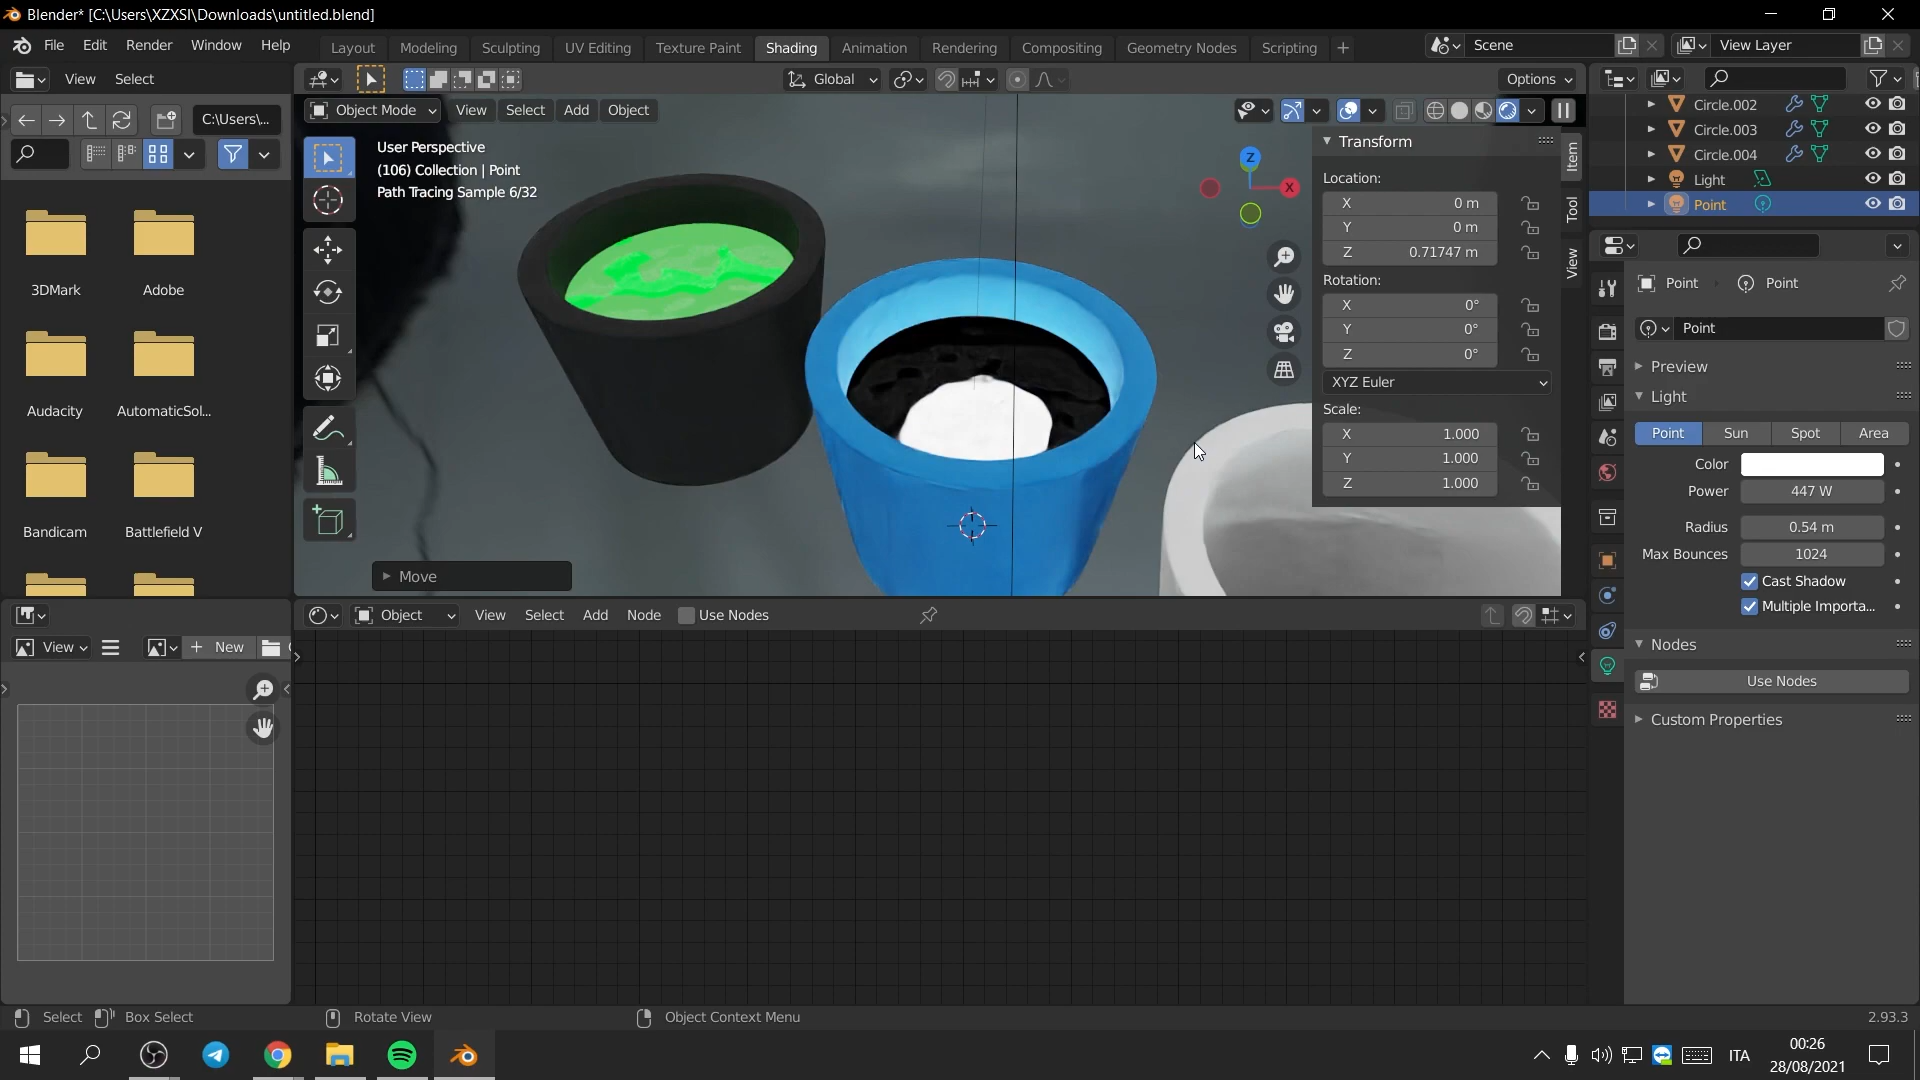 Blender* [C:\Users\XZXSI\Downloads\untitled.blend]
File Edit Render Window Help
Layout Modeling Sculpting UV Editing Texture Paint Shading Animation Rendering Compositing Geometry Nodes Scripting +
Scene
View Layer
View Select
Global
Options
C:\Users\...
Object Mode View Select Add Object
User Perspective
(106) Collection | Point
Path Tracing Sample 6/32
Z
X
Transform
Location:
X 0 m
Y 0 m
Z 0.71747 m
Rotation:
X 0°
Y 0°
Z 0°
XYZ Euler
Scale:
X 1.000
Y 1.000
Z 1.000
Item
Tool
View
Circle.002
Circle.003
Circle.004
Light
Point
Point Point
Point
Preview
Light
Point Sun Spot Area
Color
Power 447 W
Radius 0.54 m
Max Bounces 1024
Cast Shadow
Multiple Importa...
Nodes
Use Nodes
Custom Properties
3DMark Adobe
Audacity AutomaticSol...
Bandicam Battlefield V
Move
Object View Select Add Node Use Nodes
View
New
Select Box Select Rotate View Object Context Menu 2.93.3
ITA
00:26
28/08/2021